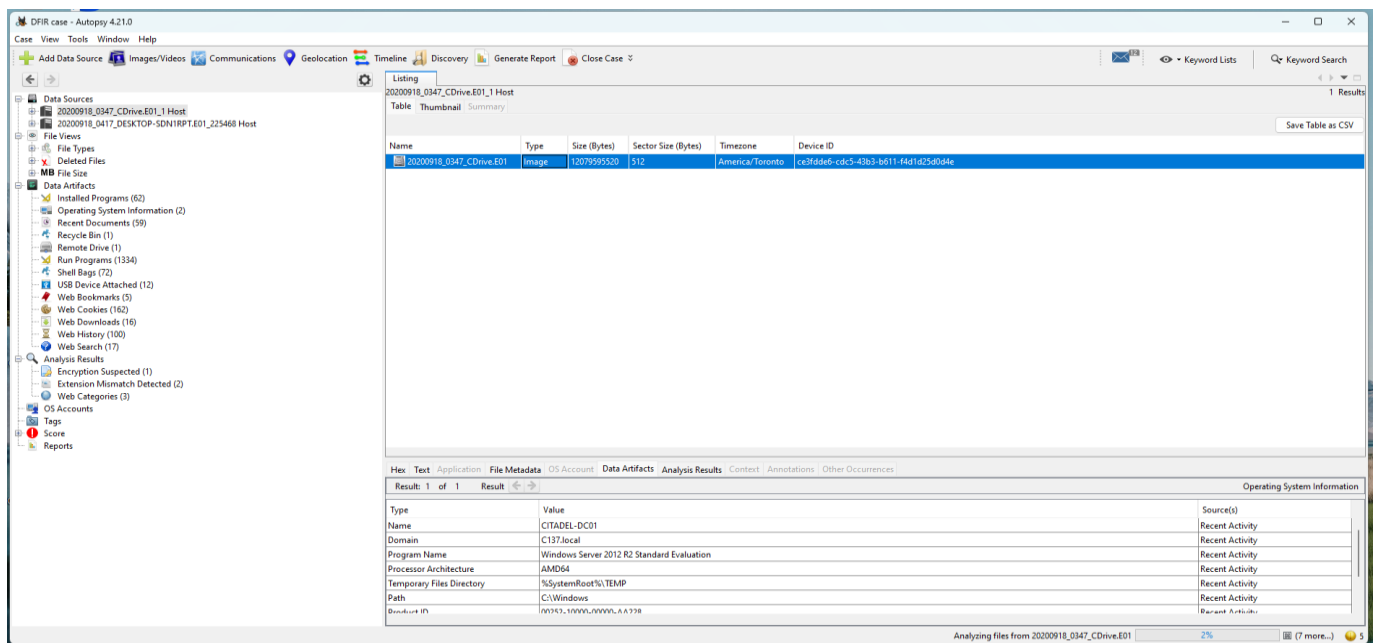 DFIR case - Autopsy 4.21.0
Case View Tools Window Help
Add Data Source Images/Videos Communications Geolocation Timeline Discovery Generate Report Close Case Keyword Lists Keyword Search
Listing
20200918_0347_CDrive.E01_1 Host 1 Results
Table Thumbnail Summary
Save Table as CSV
Name Type Size (Bytes) Sector Size (Bytes) Timezone Device ID
20200918_0347_CDrive.E01 Image 12079595520 512 America/Toronto ce3fdde6-cdc5-43b3-b611-f4d1d25d0d4e
Data Sources
20200918_0347_CDrive.E01_1 Host
20200918_0417_DESKTOP-SDN1RPT.E01_225468 Host
File Views
File Types
Deleted Files
MB File Size
Data Artifacts
Installed Programs (62)
Operating System Information (2)
Recent Documents (59)
Recycle Bin (1)
Remote Drive (1)
Run Programs (1334)
Shell Bags (72)
USB Device Attached (12)
Web Bookmarks (5)
Web Cookies (162)
Web Downloads (16)
Web History (100)
Web Search (17)
Analysis Results
Encryption Suspected (1)
Extension Mismatch Detected (2)
Web Categories (3)
OS Accounts
Tags
Score
Reports
Hex Text Application File Metadata OS Account Data Artifacts Analysis Results Context Annotations Other Occurrences
Result: 1 of 1 Result Operating System Information
Type Value Source(s)
Name CITADEL-DC01 Recent Activity
Domain C137.local Recent Activity
Program Name Windows Server 2012 R2 Standard Evaluation Recent Activity
Processor Architecture AMD64 Recent Activity
Temporary Files Directory %SystemRoot%\TEMP Recent Activity
Path C:\Windows Recent Activity
Product ID 00252-10000-00000-AA228 Recent Activity
Analyzing files from 20200918_0347_CDrive.E01 2% (7 more...) 5